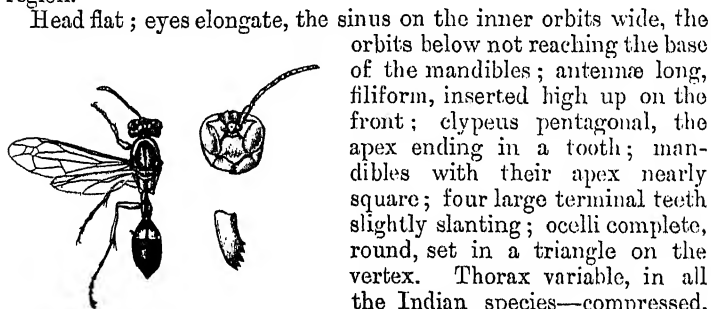 region.
Head flat ; eyes elongate, the sinus on the inner orbits wide, the
orbits below not reaching the base
of the mandibles ; antennæ long,
filiform, inserted high up on the
front ; clypeus pentagonal, the
apex ending in a tooth ; man-
dibles with their apex nearly
square ; four large terminal teeth
slightly slanting ; ocelli complete,
round, set in a triangle on the
vertex. Thorax variable, in all
the Indian species—compressed,